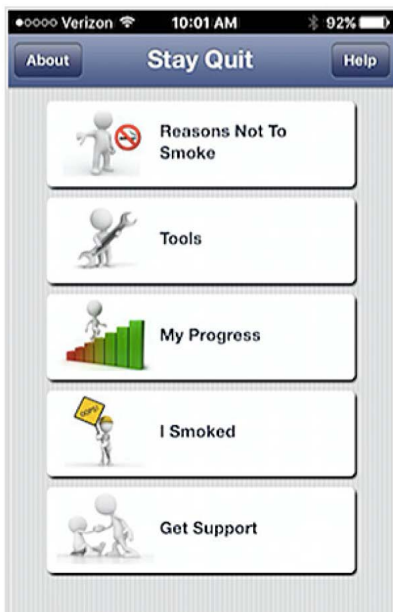 Verizon 10:01 AM 92%
About Stay Quit Help
Reasons Not To
Smoke
Tools
My Progress
OOPS!
I Smoked
Get Support